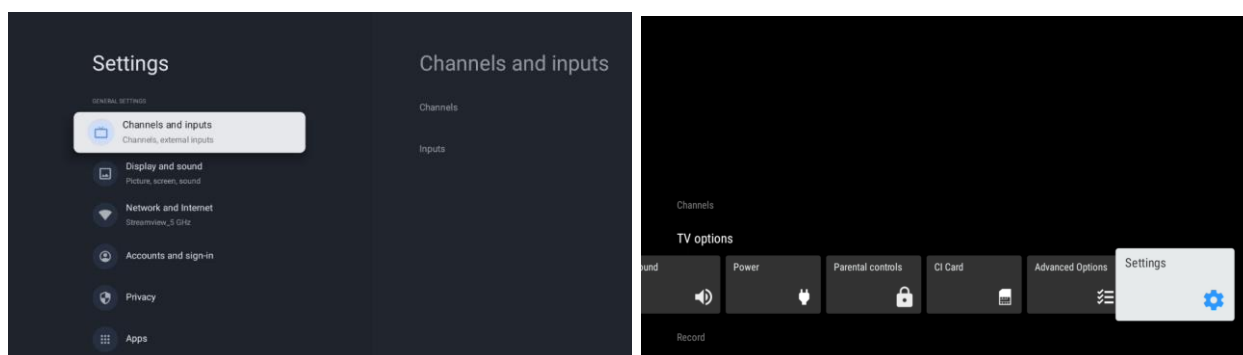 Settings
GENERAL SETTINGS
Channels and inputs
Channels, external inputs
Display and sound
Picture, screen, sound
Network and Internet
Streamview_5 GHz
Accounts and sign-in
Privacy
Apps
Channels and inputs
Channels
Inputs
Channels
TV options
ound
Power
Parental controls
CI Card
Advanced Options
Settings
Record